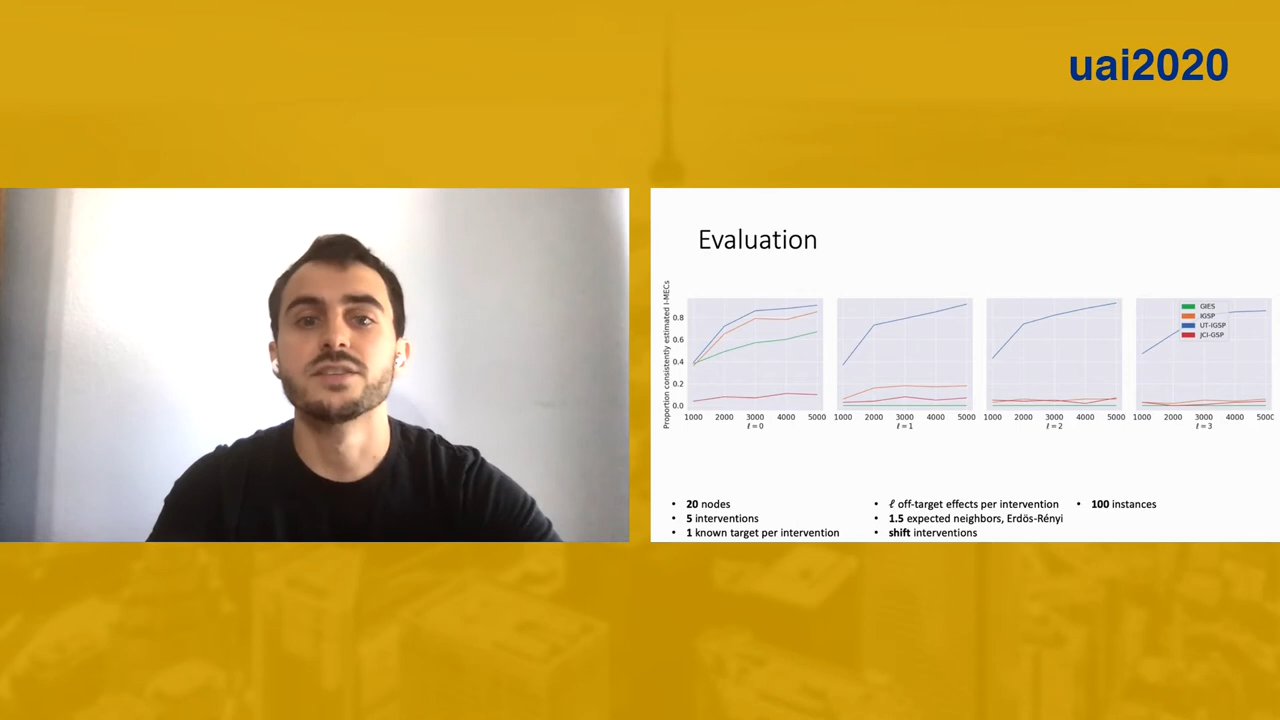 uai2020
Evaluation
Proportion consistently estimated I-MECs
0.8
0.6
0.4
0.2
0.0
1000 2000 3000 4000 5000
ℓ = 0
1000 2000 3000 4000 5000
ℓ = 1
1000 2000 3000 4000 5000
ℓ = 2
1000 2000 3000 4000 500
ℓ = 3
GIES
IGSP
UT-IGSP
JCI-GSP
• 20 nodes
• 5 interventions
• 1 known target per intervention
• ℓ off-target effects per intervention
• 1.5 expected neighbors, Erdös-Rényi
• shift interventions
• 100 instances